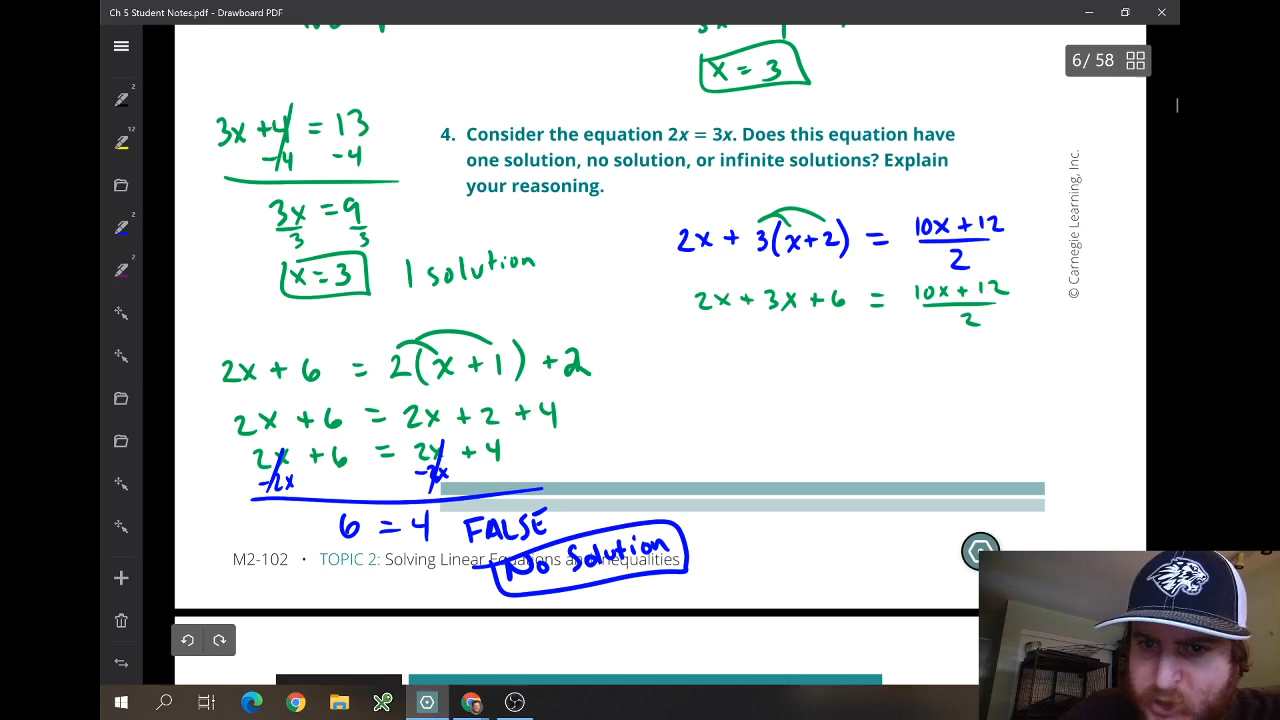 Ch 5 Student Notes.pdf - Drawboard PDF
6 / 58
x = 3
3x + 4 = 13
-4 -4
3x = 9
3 3
x = 3 1 solution
4. Consider the equation 2x = 3x. Does this equation have
one solution, no solution, or infinite solutions? Explain
your reasoning.
2x + 3(x+2) = 10x + 12
2
2x + 3x + 6 = 10x + 12
2
© Carnegie Learning, Inc.
2x + 6 = 2(x + 1) + 2
2x + 6 = 2x + 2 + 4
2x + 6 = 2x + 4
-2x -2x
6 = 4 FALSE
No Solution
M2-102 • TOPIC 2: Solving Linear Equations and Inequalities
2
12
2
2